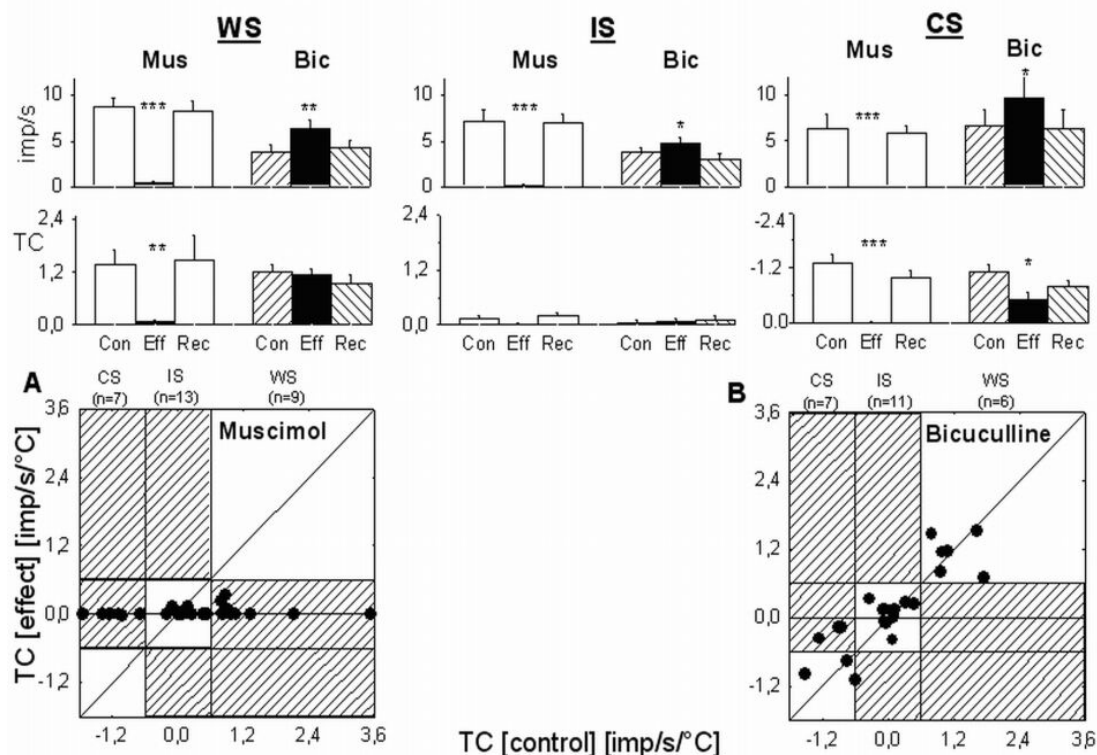 WS IS CS
Mus Bic Mus Bic Mus Bic
imp/s
10 *** ** 10 *** * 10 *** *
5 5 5
0 0 0
TC
2,4 2,4 -2.4
** *** *
1,2 1,2 -1.2
0,0 0,0 0.0
Con Eff Rec Con Eff Rec Con Eff Rec Con Eff Rec Con Eff Rec Con Eff Rec
A
CS IS WS
(n=7) (n=13) (n=9)
3,6
Muscimol
2,4
1,2
0,0
-1,2
TC [effect] [imp/s/°C]
-1,2 0,0 1,2 2,4 3,6
B
CS IS WS
(n=7) (n=11) (n=6)
3,6
Bicuculline
2,4
1,2
0,0
-1,2
-1,2 0,0 1,2 2,4 3,6
TC [control] [imp/s/°C]